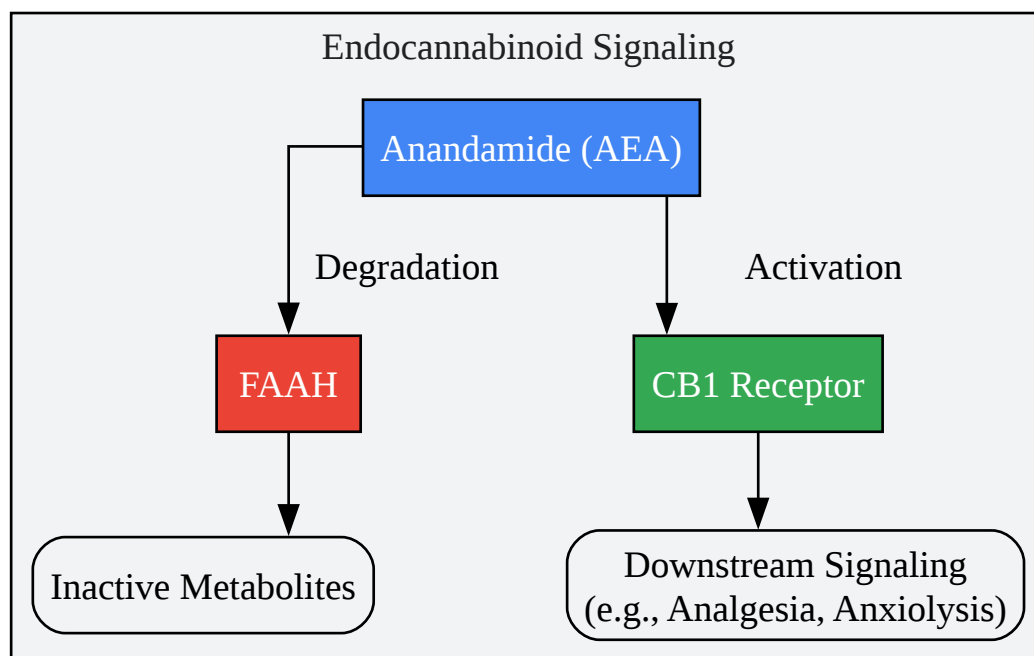 Endocannabinoid Signaling
Anandamide (AEA)
Degradation
Activation
FAAH
CB1 Receptor
Inactive Metabolites
Downstream Signaling
(e.g., Analgesia, Anxiolysis)